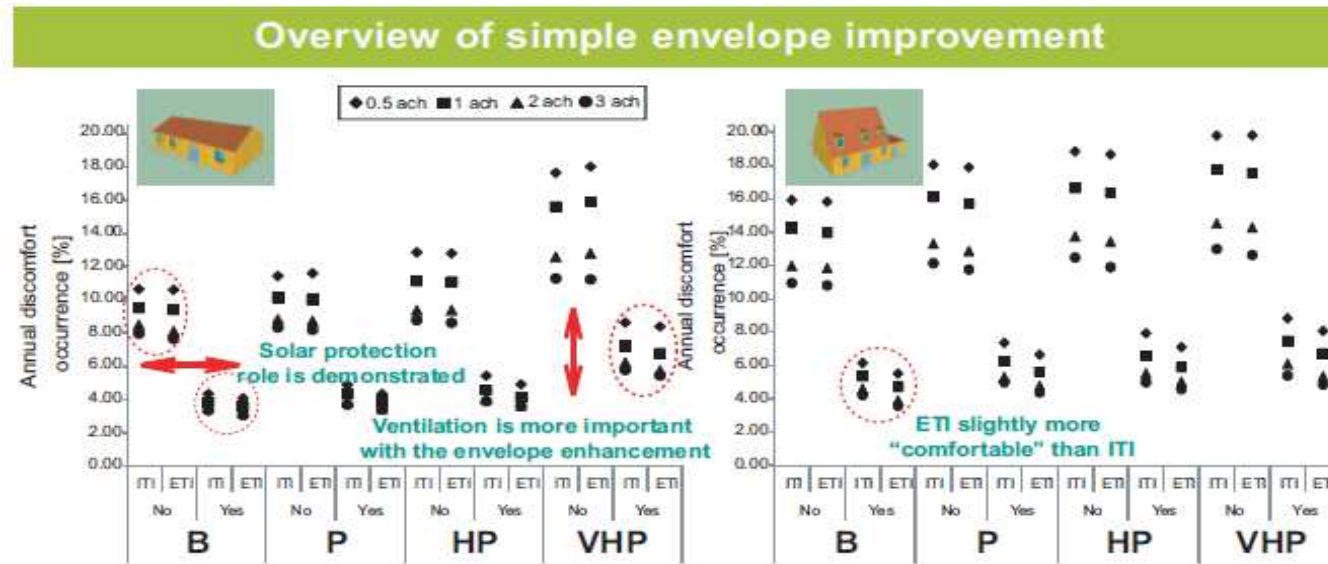 Overview of simple envelope improvement
◆0.5 ach ■1 ach ▲2 ach ●3 ach
Annual discomfort
occurrence [%]
20.00
18.00
16.00
14.00
12.00
10.00
8.00
6.00
4.00
2.00
0.00
Solar protection
role is demonstrated
Ventilation is more important
with the envelope enhancement
ITI ETI ITI ETI ITI ETI ITI ETI ITI ETI ITI ETI ITI ETI ITI ETI
No Yes No Yes No Yes No Yes
B P HP VHP
Annual discomfort
occurrence [%]
20.00
18.00
16.00
14.00
12.00
10.00
8.00
6.00
4.00
2.00
0.00
ETI slightly more
“comfortable” than ITI
ITI ETI ITI ETI ITI ETI ITI ETI ITI ETI ITI ETI ITI ETI ITI
No Yes No Yes No Yes No Yes
B P HP VHP